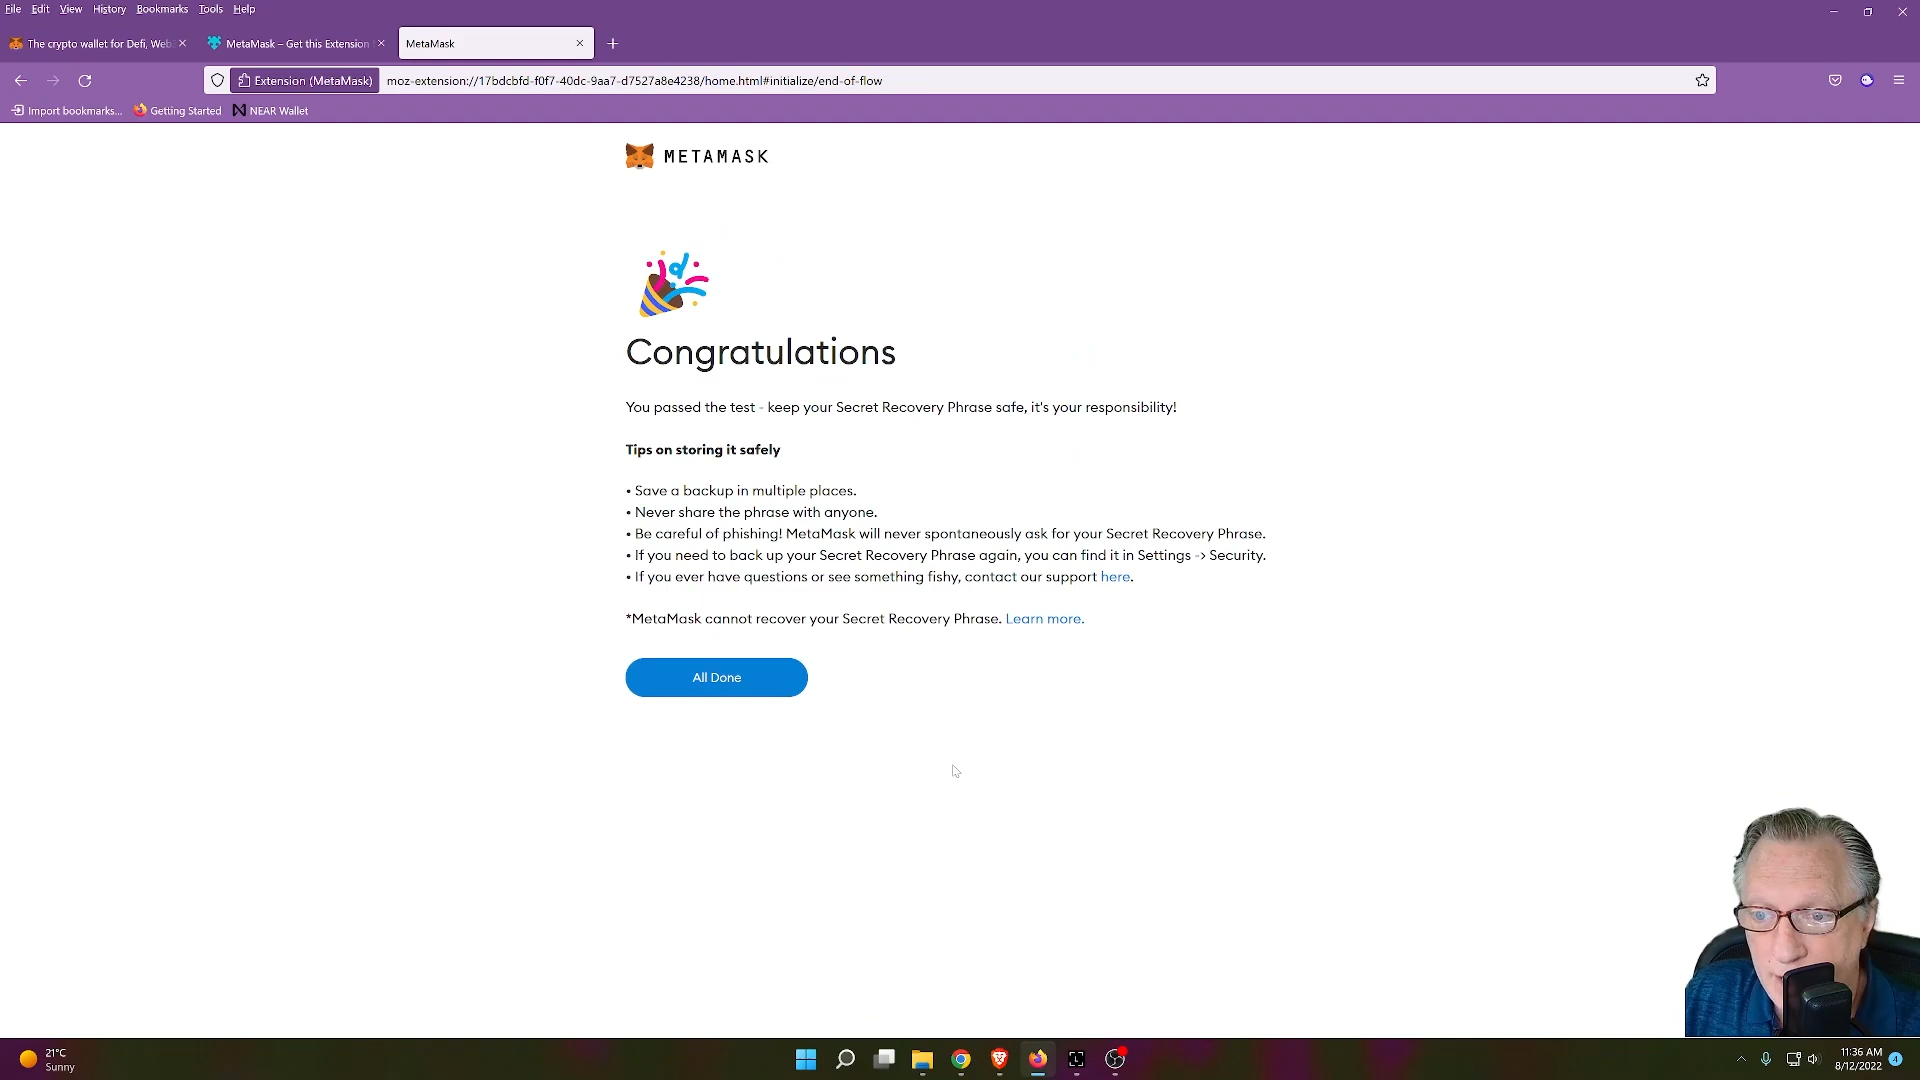 File Edit View History Bookmarks Tools Help
The crypto wallet for Defi, Web3
MetaMask – Get this Extension
MetaMask
Extension (MetaMask)
moz-extension://17bdcbfd-f0f7-40dc-9aa7-d7527a8e4238/home.html#initialize/end-of-flow
Import bookmarks... Getting Started NEAR Wallet
METAMASK
Congratulations
You passed the test - keep your Secret Recovery Phrase safe, it's your responsibility!
Tips on storing it safely
• Save a backup in multiple places.
• Never share the phrase with anyone.
• Be careful of phishing! MetaMask will never spontaneously ask for your Secret Recovery Phrase.
• If you need to back up your Secret Recovery Phrase again, you can find it in Settings -> Security.
• If you ever have questions or see something fishy, contact our support here.
*MetaMask cannot recover your Secret Recovery Phrase. Learn more.
All Done
21°C
Sunny
11:36 AM
8/12/2022
4